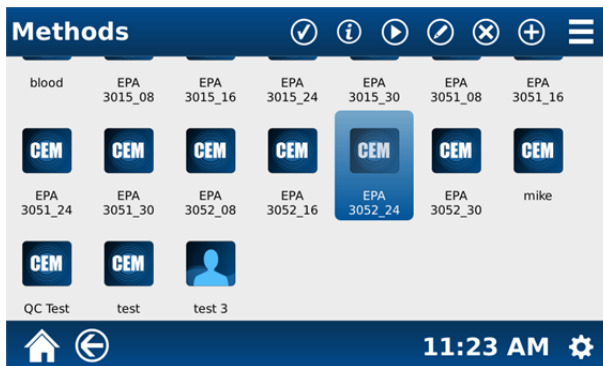 Methods
blood
EPA
3015_08
EPA
3015_16
EPA
3015_24
EPA
3015_30
EPA
3051_08
EPA
3051_16
CEM
CEM
CEM
CEM
CEM
CEM
CEM
EPA
3051_24
EPA
3051_30
EPA
3052_08
EPA
3052_16
EPA
3052_24
EPA
3052_30
mike
CEM
CEM
QC Test
test
test 3
11:23 AM